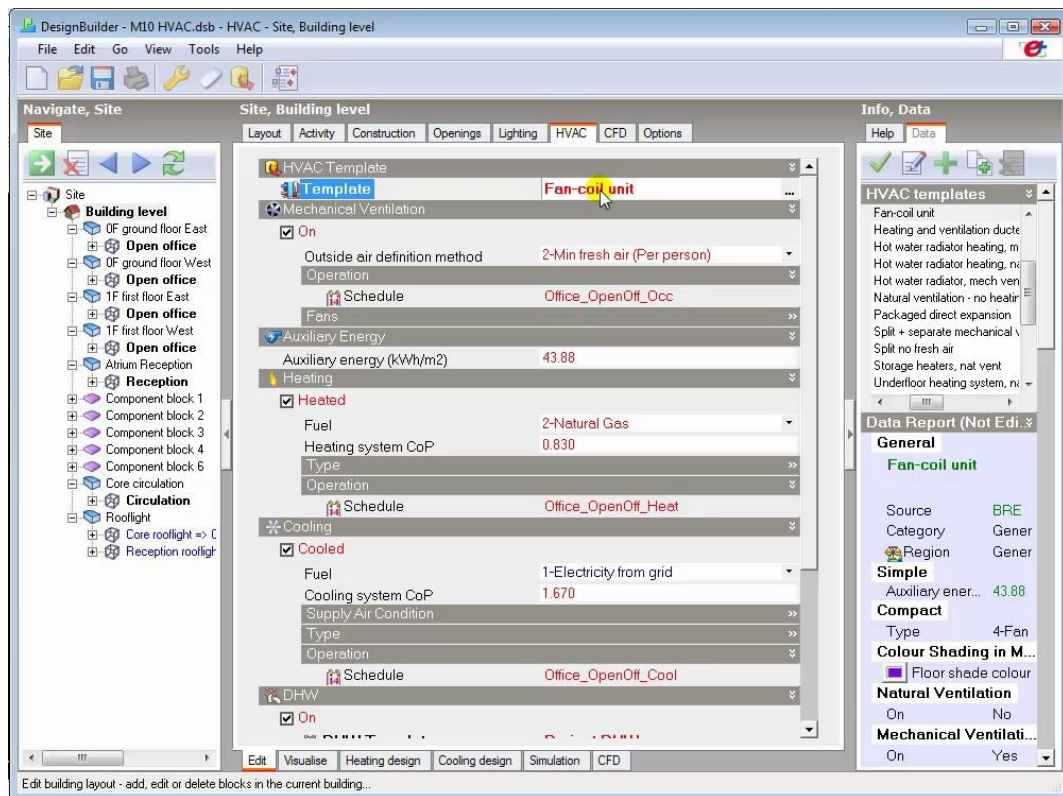 DesignBuilder - M10 HVAC.dsb - HVAC - Site, Building level
File Edit Go View Tools Help
Navigate, Site
Site
Site
Building level
0F ground floor East
Open office
0F ground floor West
Open office
1F first floor East
Open office
1F first floor West
Open office
Atrium Reception
Reception
Component block 1
Component block 2
Component block 3
Component block 4
Component block 6
Core circulation
Circulation
Rooflight
Core rooflight => C
Reception roofligh
Site, Building level
Layout Activity Construction Openings Lighting HVAC CFD Options
HVAC Template
Template Fan-coil unit ...
Mechanical Ventilation
On
Outside air definition method 2-Min fresh air (Per person)
Operation
Schedule Office_OpenOff_Occ
Fans
Auxiliary Energy
Auxiliary energy (kWh/m2) 43.88
Heating
Heated
Fuel 2-Natural Gas
Heating system CoP 0.830
Type
Operation
Schedule Office_OpenOff_Heat
Cooling
Cooled
Fuel 1-Electricity from grid
Cooling system CoP 1.670
Supply Air Condition
Type
Operation
Schedule Office_OpenOff_Cool
DHW
On
Edit Visualise Heating design Cooling design Simulation CFD
Info, Data
Help Data
HVAC templates
Fan-coil unit
Heating and ventilation ducte
Hot water radiator heating, m
Hot water radiator heating, na
Hot water radiator, mech ven
Natural ventilation - no heatin
Packaged direct expansion
Split + separate mechanical v
Split no fresh air
Storage heaters, nat vent
Underfloor heating system, na
Data Report (Not Edi..
General
Fan-coil unit
Source BRE
Category Gener
Region Gener
Simple
Auxiliary ener... 43.88
Compact
Type 4-Fan
Colour Shading in M...
Floor shade colour
Natural Ventilation
On No
Mechanical Ventilati...
On Yes
Edit building layout - add, edit or delete blocks in the current building...